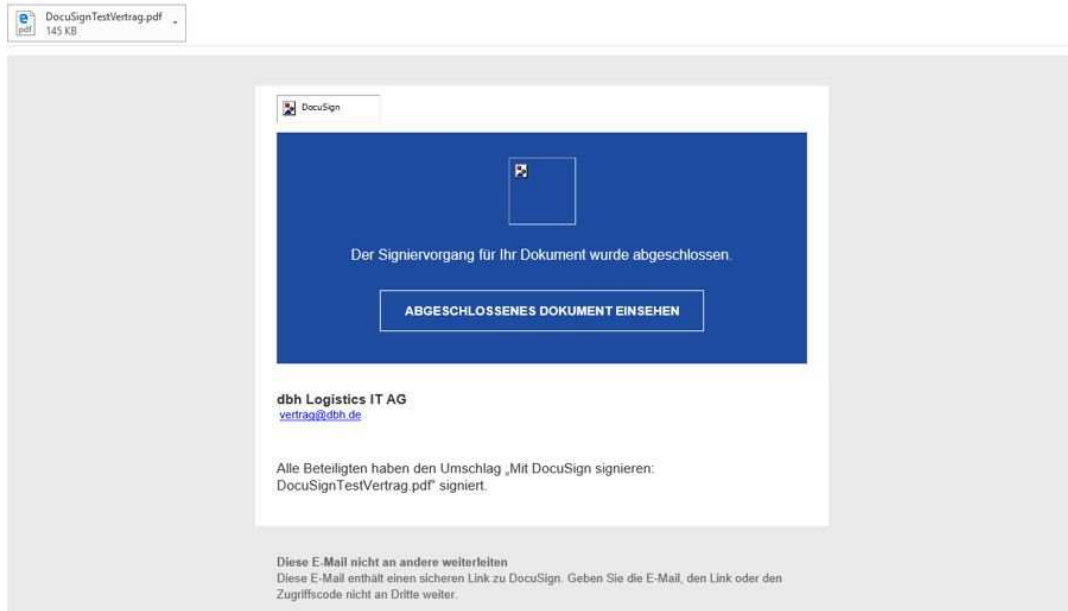 DocuSignTestVertrag.pdf
145 KB
pdf
DocuSign
Der Signiervorgang für Ihr Dokument wurde abgeschlossen.
ABGESCHLOSSENES DOKUMENT EINSEHEN
dbh Logistics IT AG
vertrag@dbh.de
Alle Beteiligten haben den Umschlag „Mit DocuSign signieren:
DocuSignTestVertrag.pdf“ signiert.
Diese E-Mail nicht an andere weiterleiten
Diese E-Mail enthält einen sicheren Link zu DocuSign. Geben Sie die E-Mail, den Link oder den
Zugriffscode nicht an Dritte weiter.